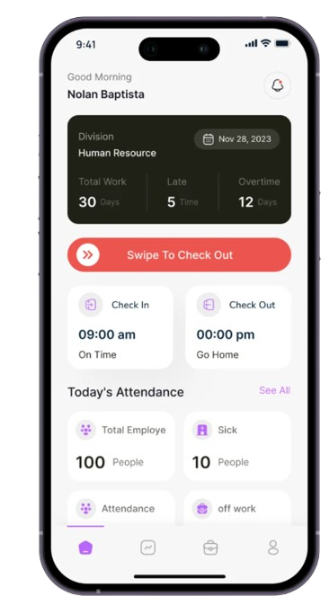 9:41
Good Morning
Nolan Baptista
Division
Nov 28, 2023
Human Resource
Total Work Late Overtime
30 Days 5 Time 12 Days
Swipe To Check Out
Check In Check Out
09:00 am 00:00 pm
On Time Go Home
Today's Attendance See All
Total Employe Sick
100 People 10 People
Attendance off work